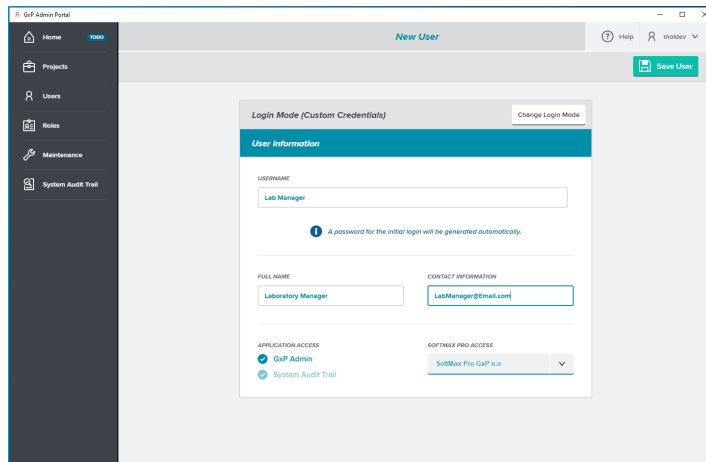 GxP Admin Portal
Home TODO
Projects
Users
Roles
Maintenance
System Audit Trail
New User
Help moldev
Save User
Login Mode (Custom Credentials) Change Login Mode
User Information
USERNAME
Lab Manager
A password for the initial login will be generated automatically.
FULL NAME CONTACT INFORMATION
Laboratory Manager LabManager@Email.com
APPLICATION ACCESS SOFTMAX PRO ACCESS
GxP Admin SoftMax Pro GxP n.n
System Audit Trail